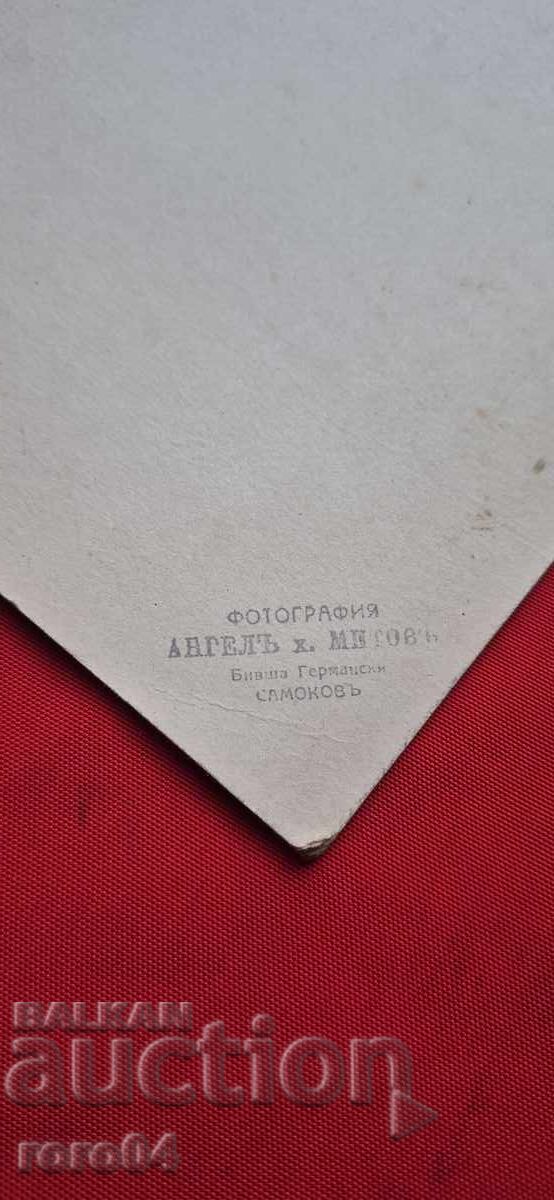 ФОТОГРАФИЯ
АНГЕЛЪ х. МИТОВЪ
Бивша Германски
САМОКОВЪ
BALKAN
auction
roro04